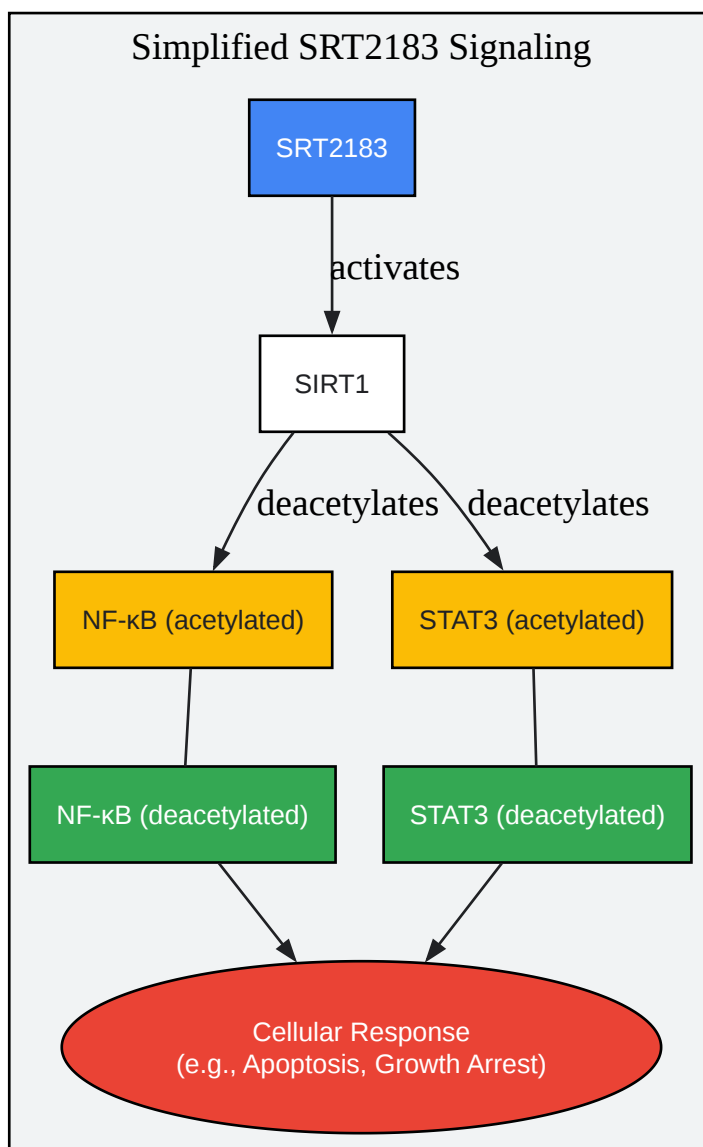 Simplified SRT2183 Signaling
SRT2183
activates
SIRT1
deacetylates
deacetylates
NF-κB (acetylated)
STAT3 (acetylated)
NF-κB (deacetylated)
STAT3 (deacetylated)
Cellular Response
(e.g., Apoptosis, Growth Arrest)